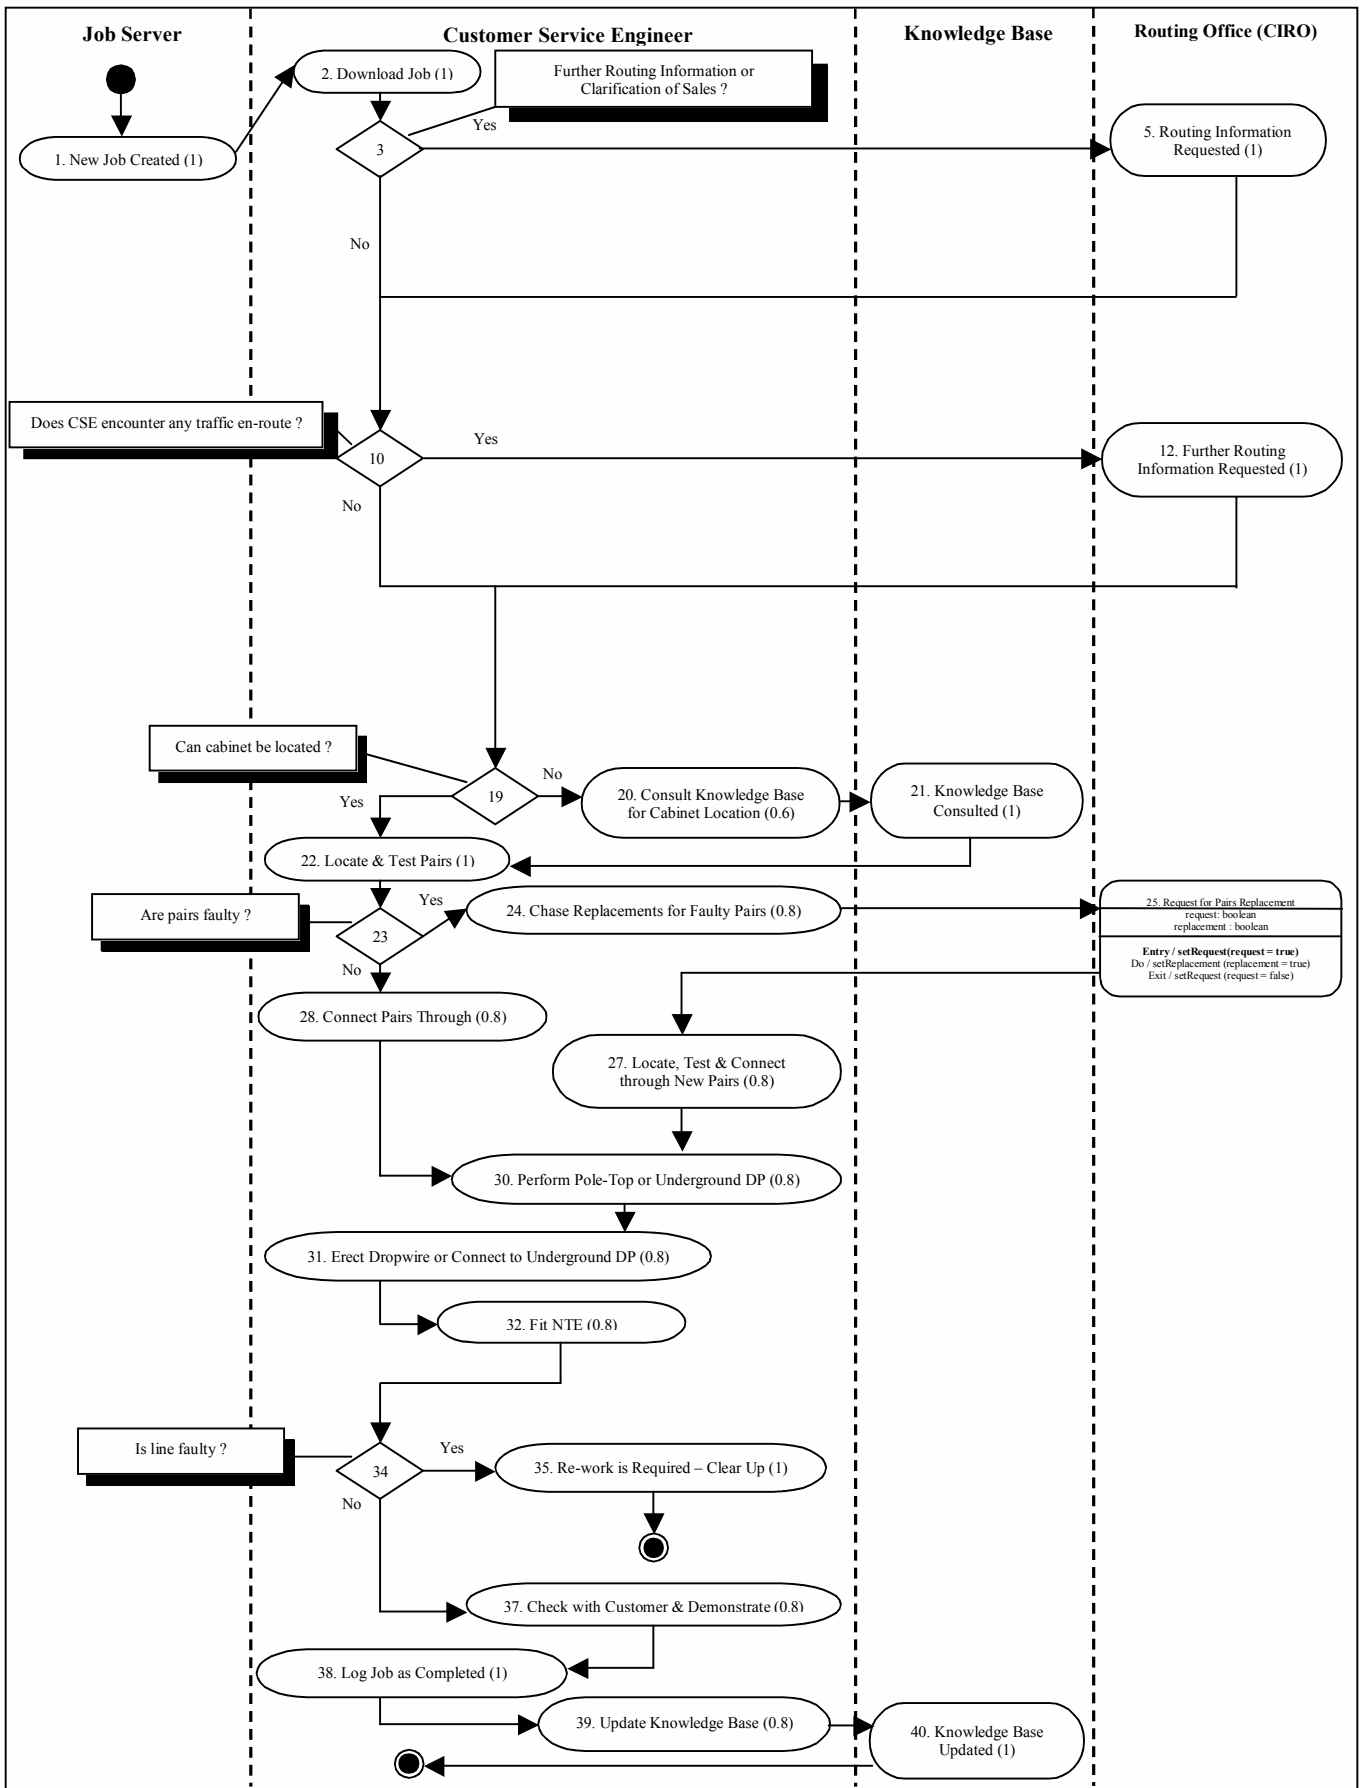 Job Server
Customer Service Engineer
Knowledge Base
Routing Office (CIRO)
2. Download Job (1)
Further Routing Information or
Clarification of Sales ?
1. New Job Created (1)
3
Yes
5. Routing Information
Requested (1)
No
Does CSE encounter any traffic en-route ?
10
Yes
12. Further Routing
Information Requested (1)
No
Can cabinet be located ?
19
No
Yes
20. Consult Knowledge Base
for Cabinet Location (0.6)
21. Knowledge Base
Consulted (1)
22. Locate & Test Pairs (1)
Are pairs faulty ?
23
Yes
24. Chase Replacements for Faulty Pairs (0.8)
25. Request for Pairs Replacement
request: boolean
replacement : boolean
Entry / setRequest(request = true)
Do / setReplacement (replacement = true)
Exit / setRequest (request = false)
No
28. Connect Pairs Through (0.8)
27. Locate, Test & Connect
through New Pairs (0.8)
30. Perform Pole-Top or Underground DP (0.8)
31. Erect Dropwire or Connect to Underground DP (0.8)
32. Fit NTE (0.8)
Is line faulty ?
34
Yes
35. Re-work is Required – Clear Up (1)
No
37. Check with Customer & Demonstrate (0.8)
38. Log Job as Completed (1)
39. Update Knowledge Base (0.8)
40. Knowledge Base
Updated (1)